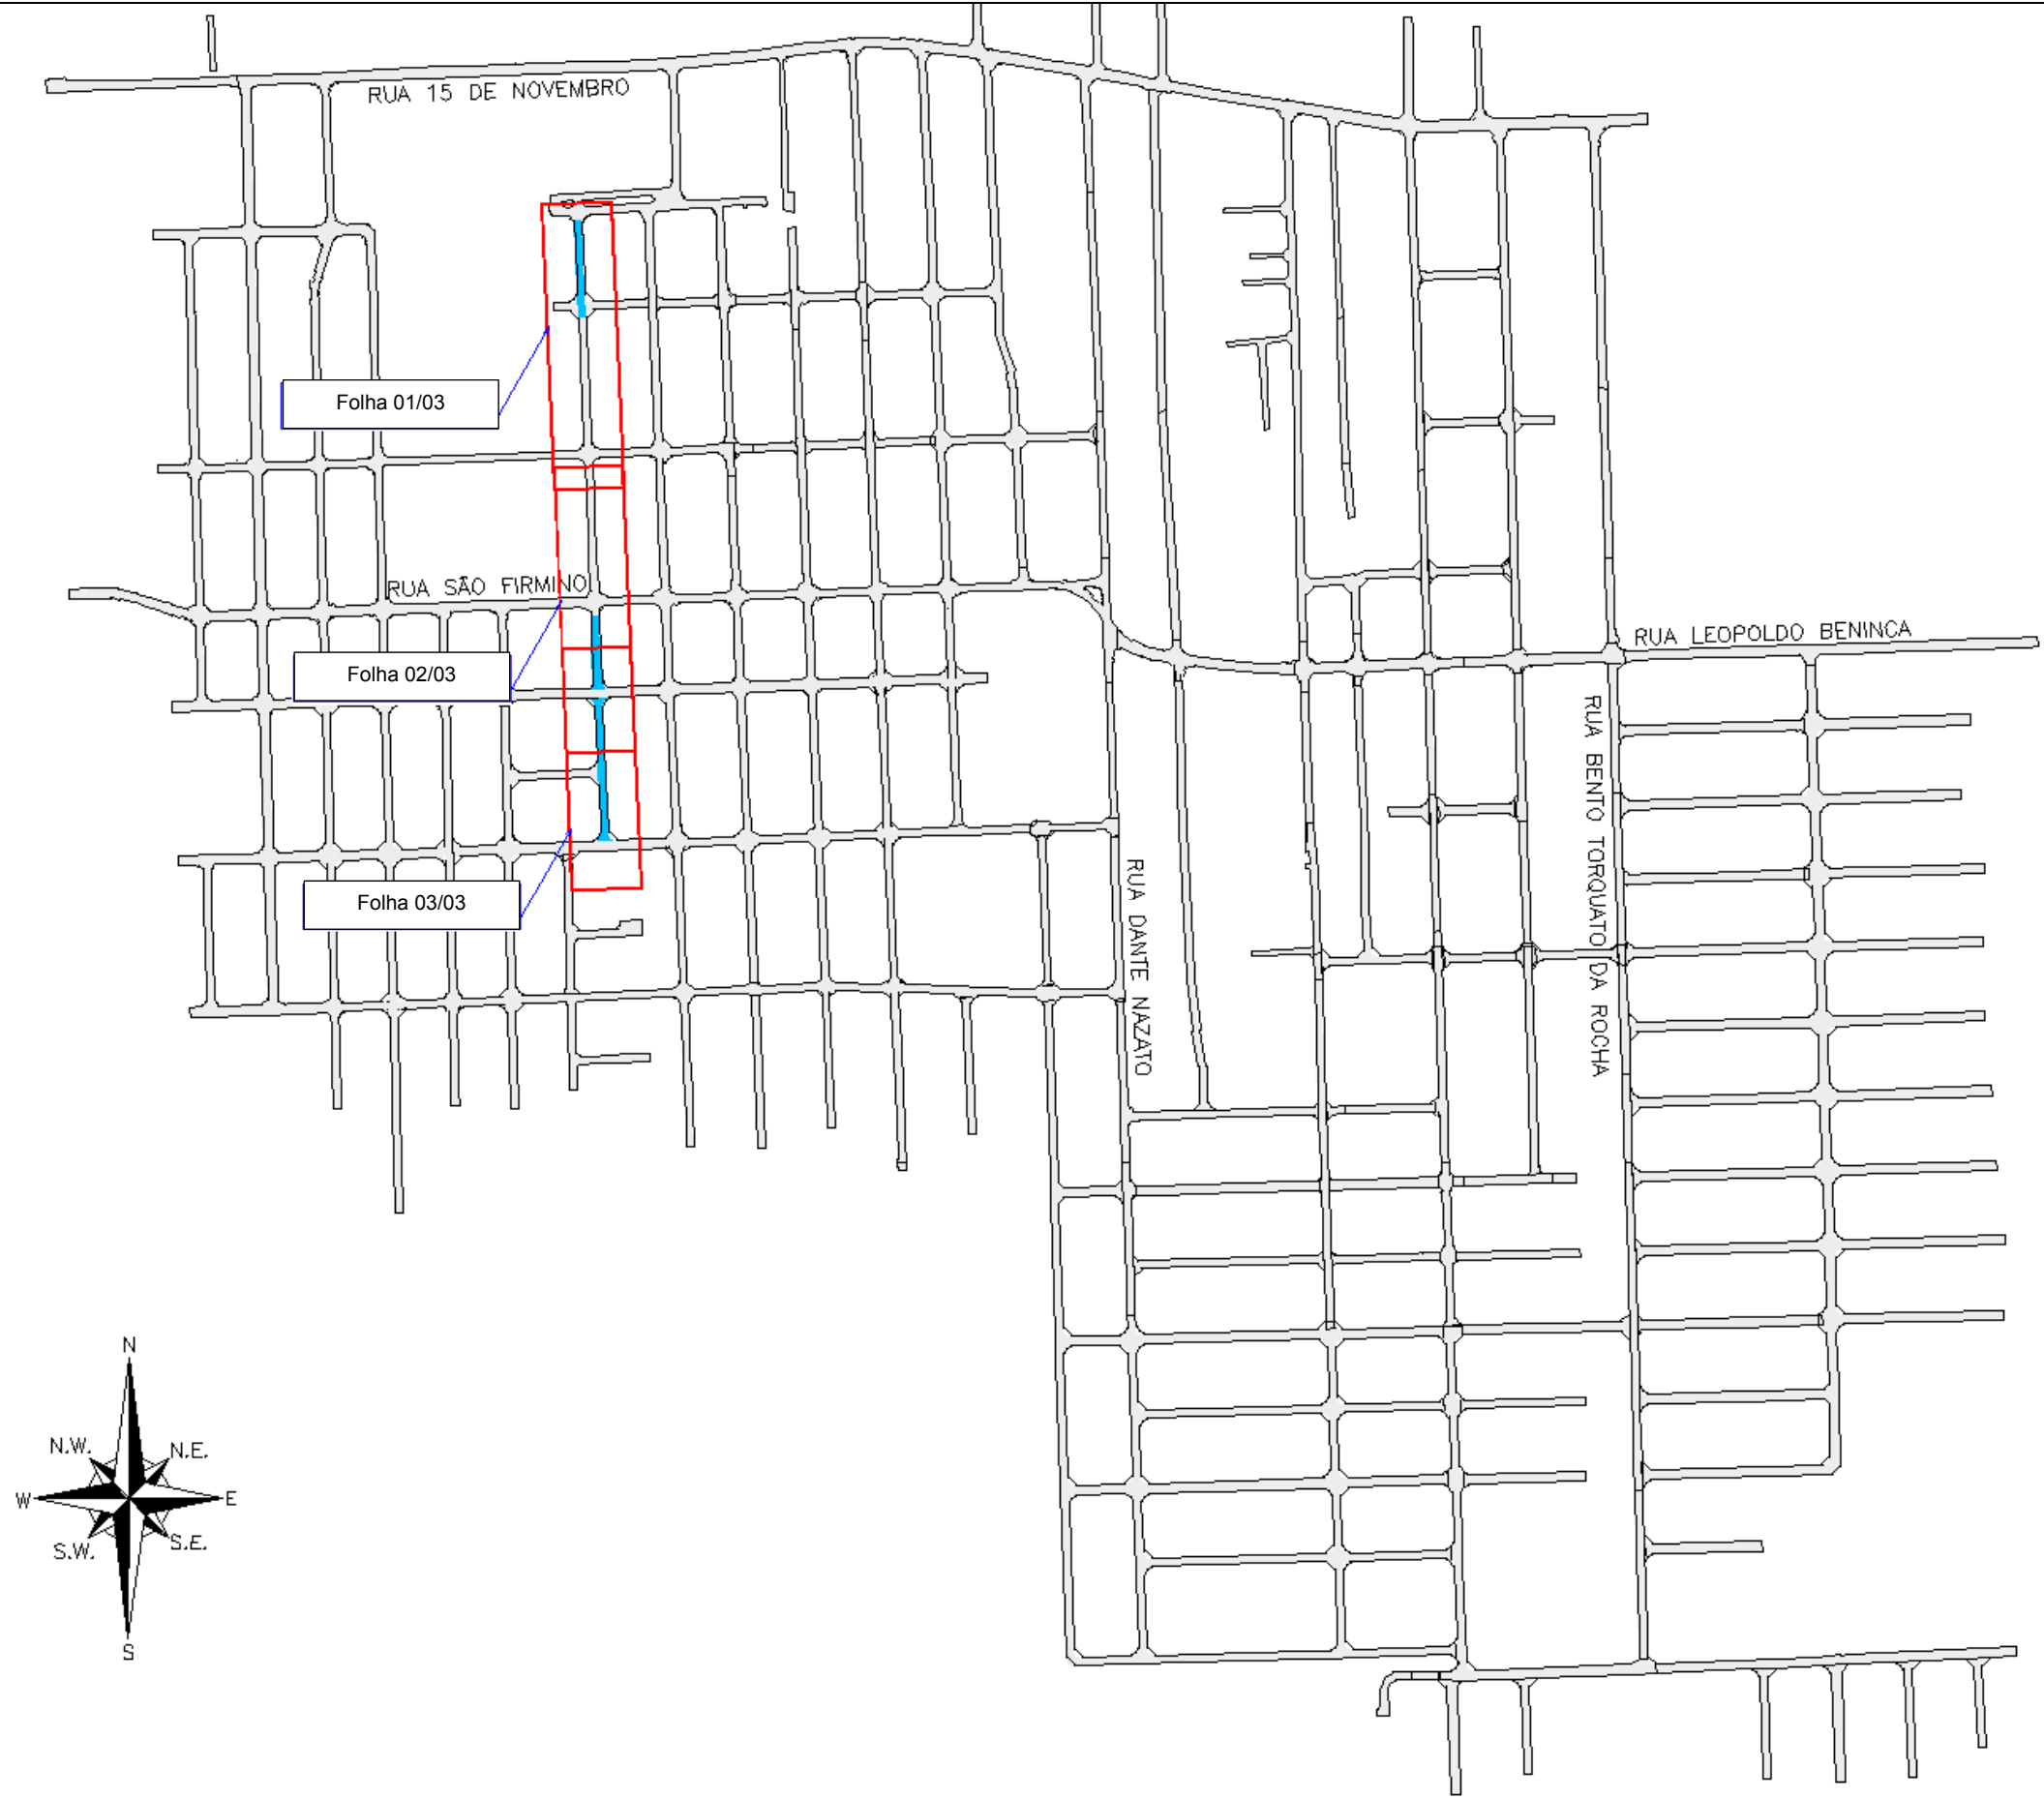 RUA 15 DE NOVEMBRO
Folha 01/03
RUA SÃO FIRMINO
RUA LEOPOLDO BENINCA
Folha 02/03
RUA BENTO TORQUATO DA ROCHA
RUA DANTE NAZATO
Folha 03/03
N
N.W.
N.E.
W
E
S.W.
S.E.
S